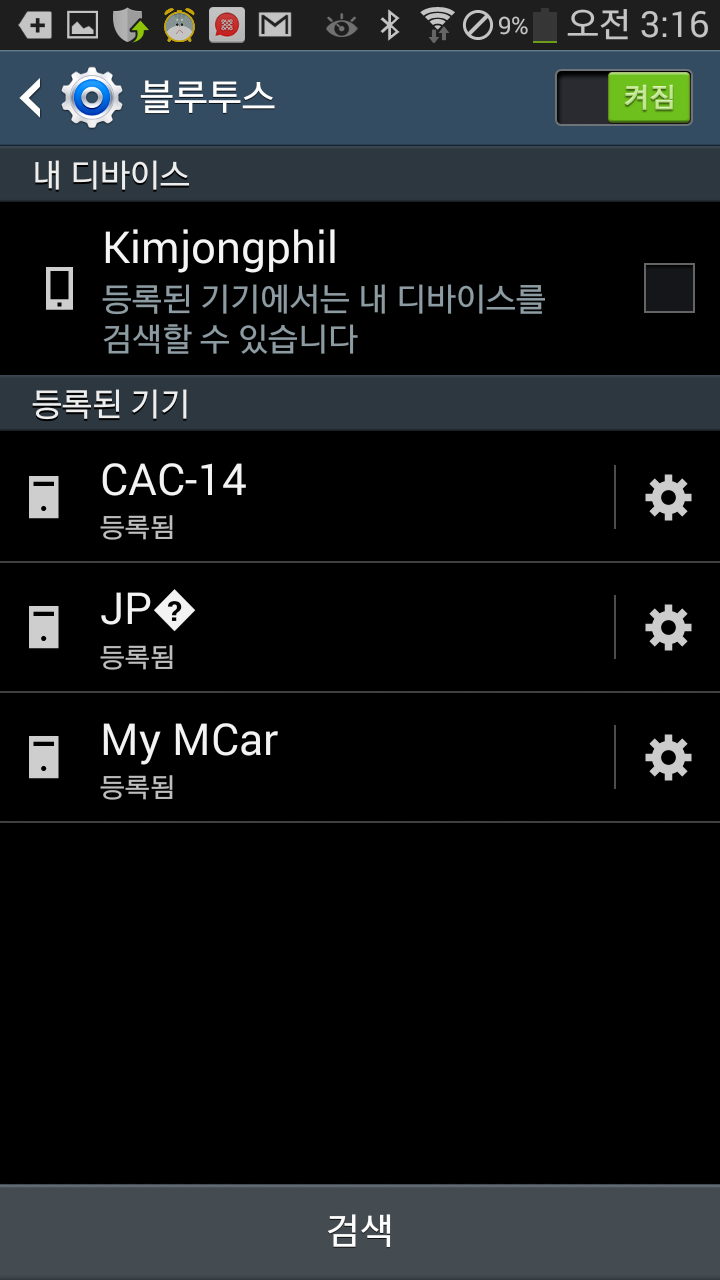 9% 오전 3:16
블루투스 켜짐
내 디바이스
Kimjongphil
등록된 기기에서는 내 디바이스를
검색할 수 있습니다
등록된 기기
CAC-14
등록됨
JP�
등록됨
My MCar
등록됨
검색